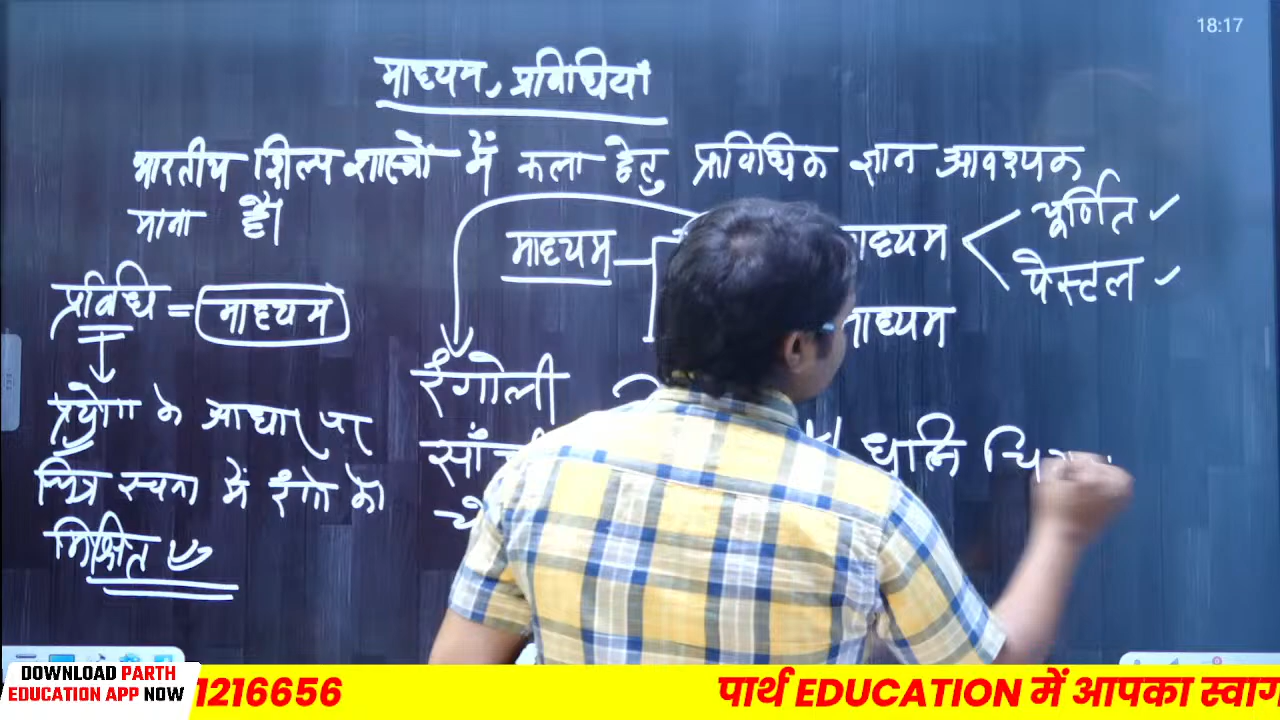 18:17
माध्यम, प्रविधियाँ
भारतीय शिल्प शास्त्रों में कला हेतु प्राविधिक ज्ञान आवश्यक
माना है।
माध्यम
माध्यम
चूर्णित
पेस्टल
माध्यम
प्रविधि = माध्यम
प्रयोग के आधार पर
चित्र रचना में रंगो को
मिश्रित
रंगोली
धूलि
DOWNLOAD PARTH
EDUCATION APP NOW
1216656
पार्थ EDUCATION में आपका स्वाग